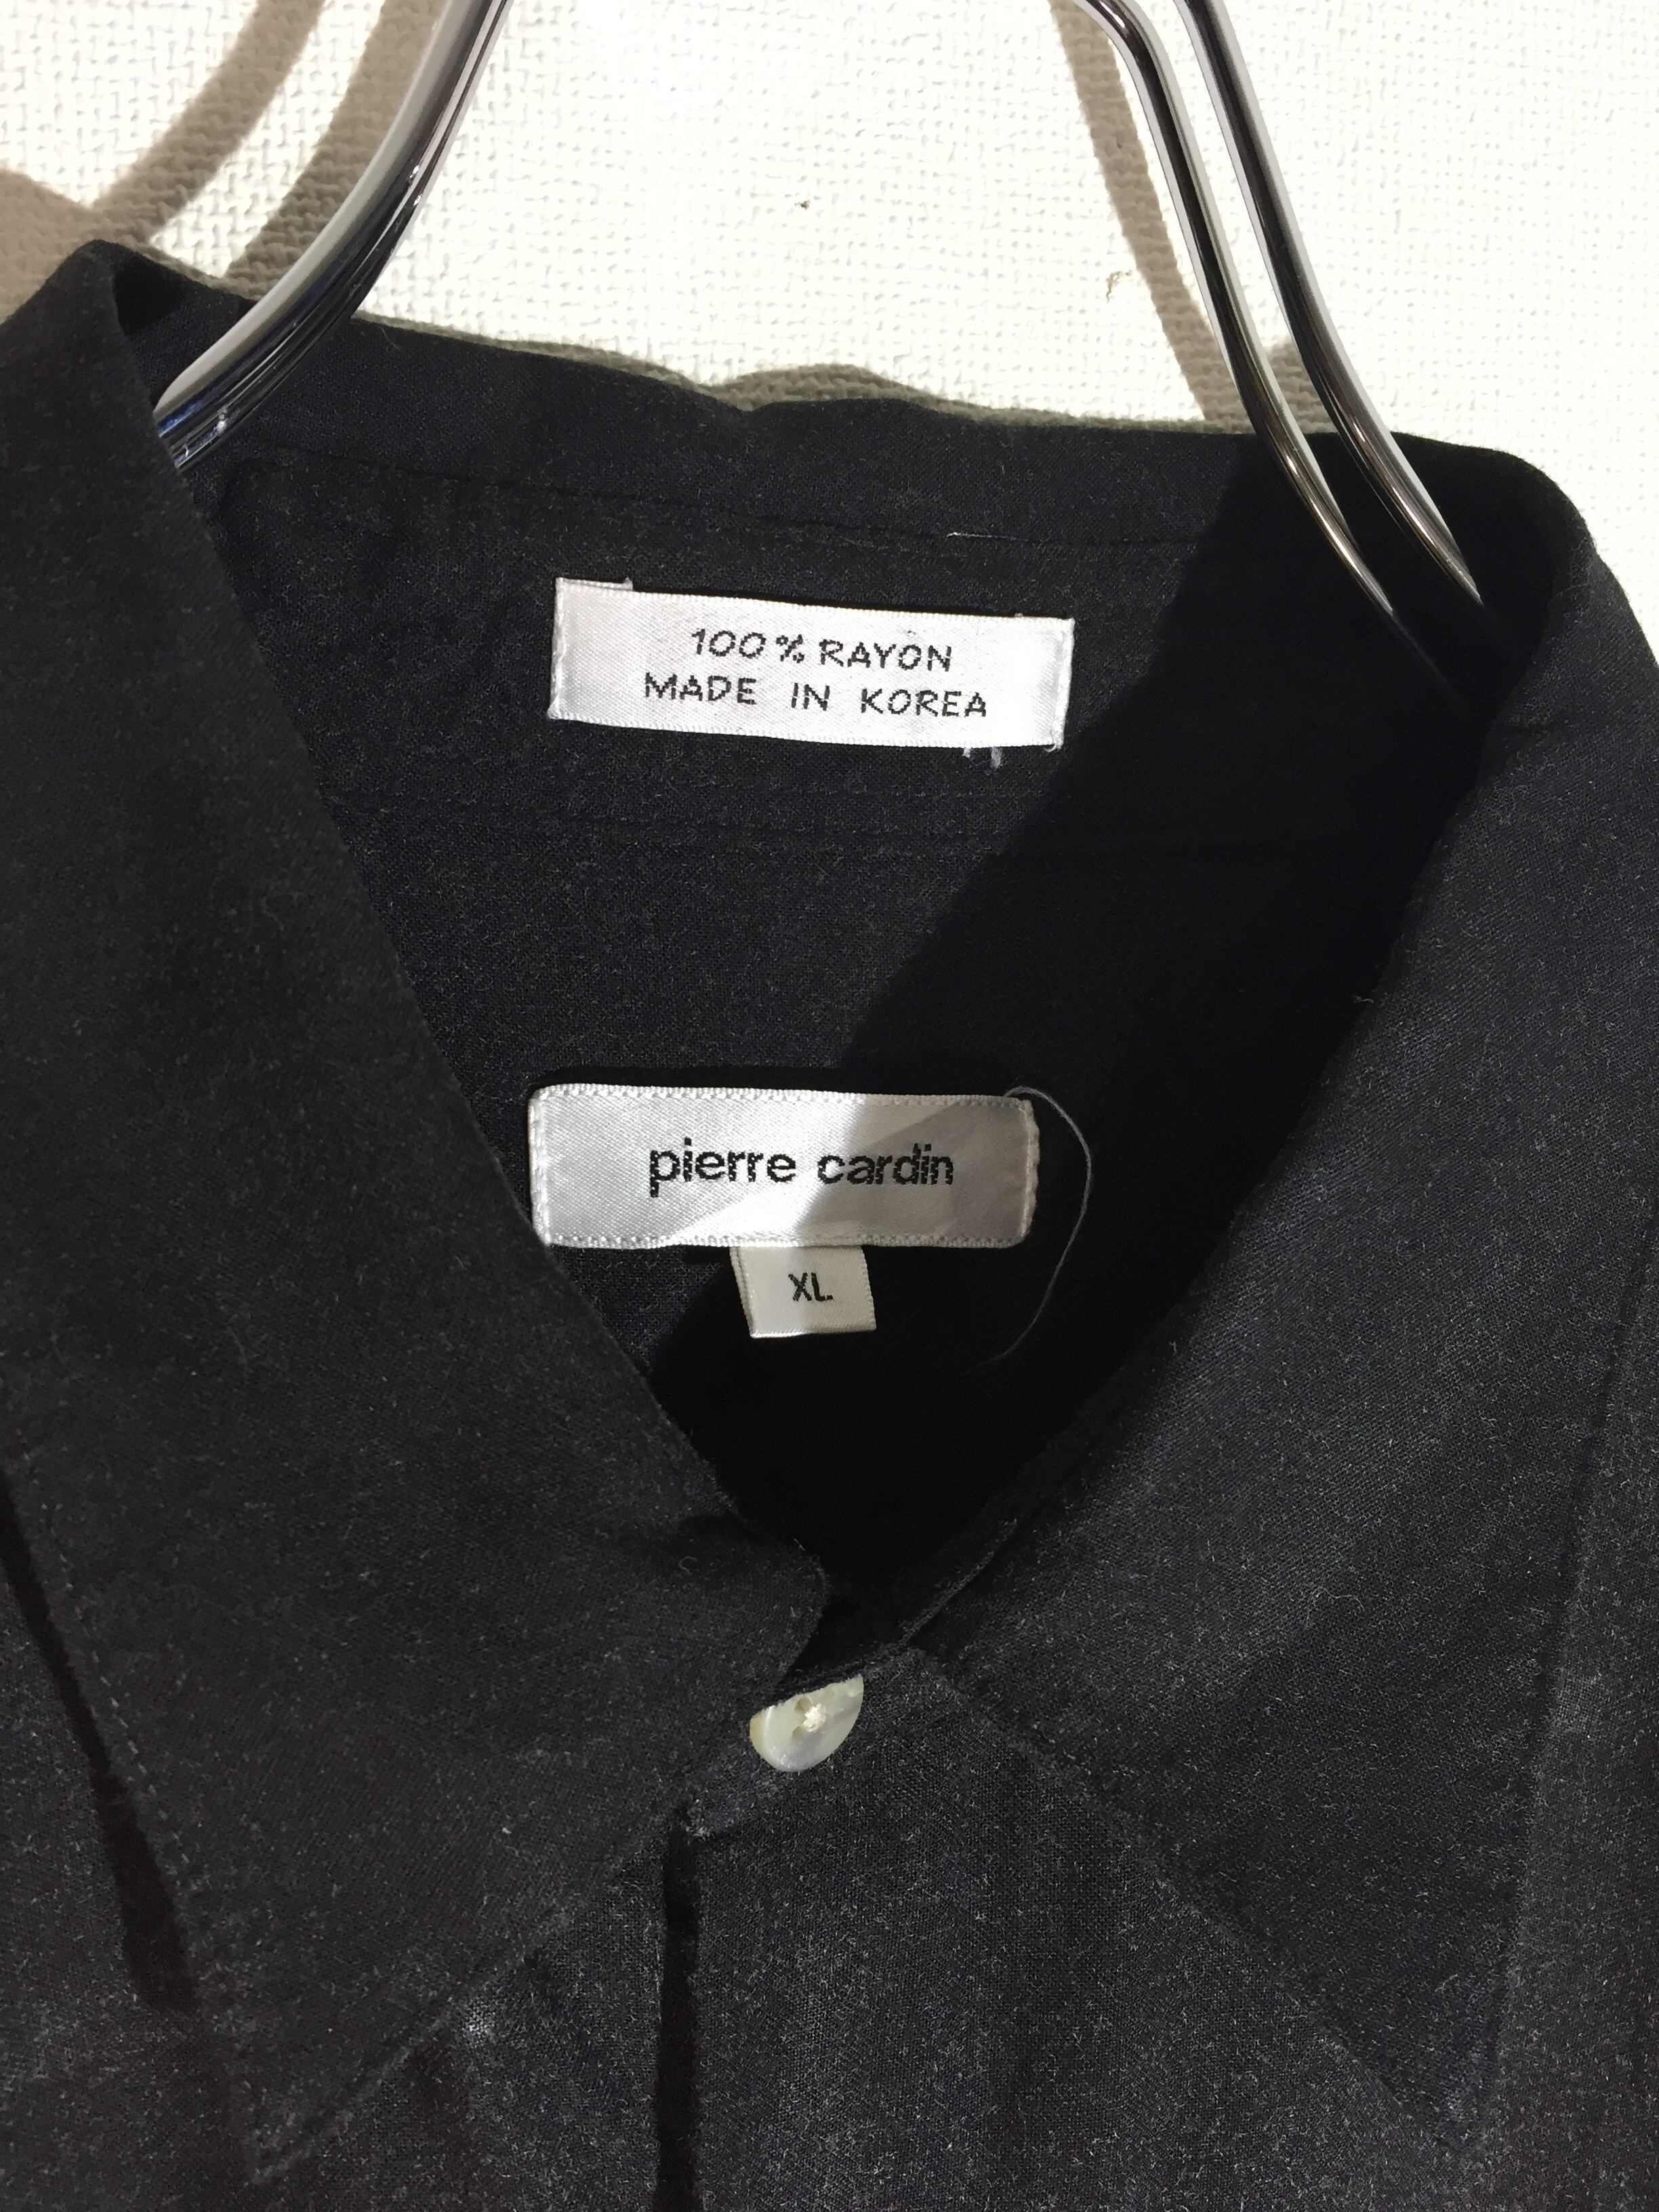 100% RAYON
MADE IN KOREA
pierre cardin
XL